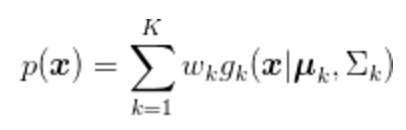 p(x) = ∑_{k=1}^{K} w_k g_k(x|μ_k, Σ_k)